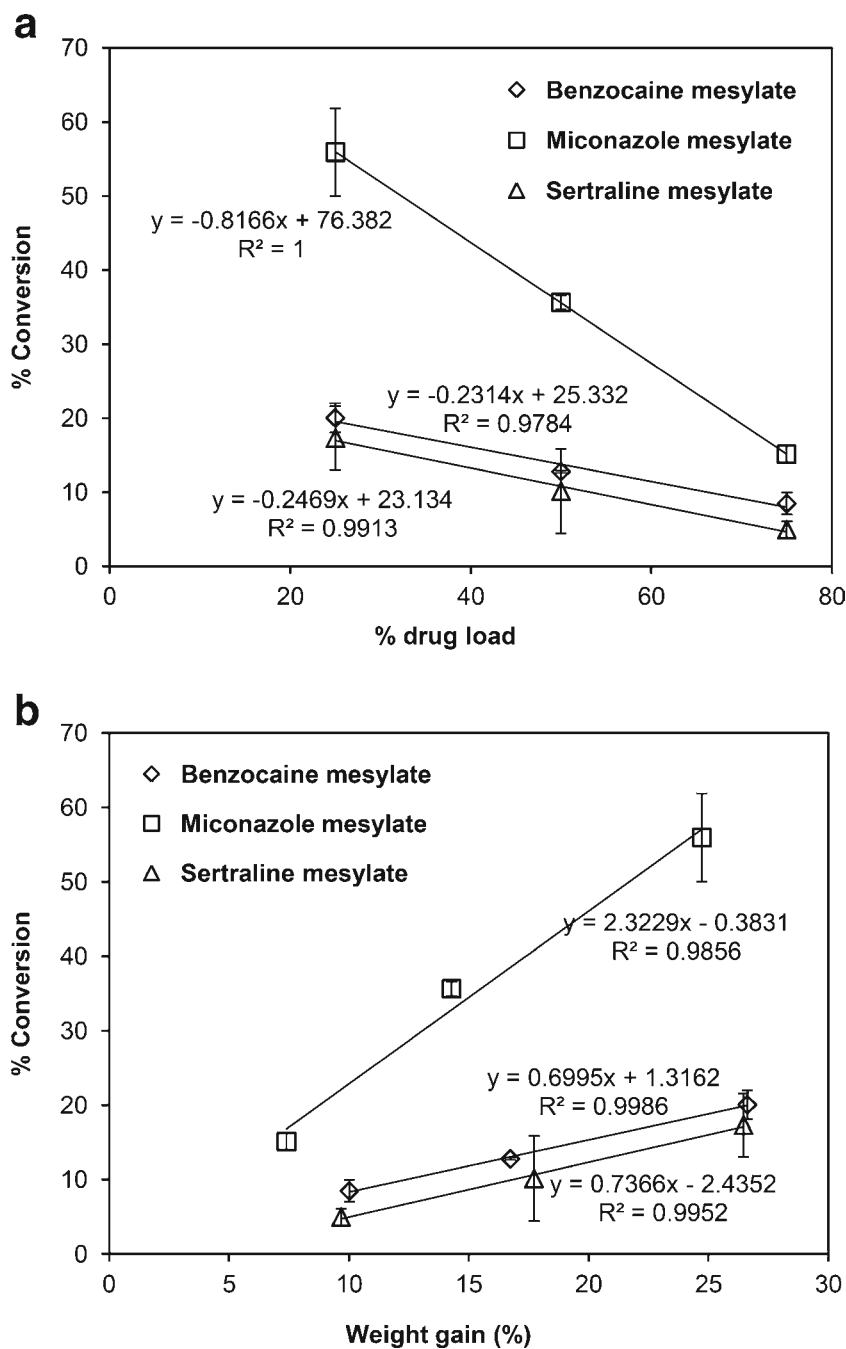 a
70
60
50
40
30
20
10
0
% Conversion
Benzocaine mesylate
Miconazole mesylate
Sertraline mesylate
y = -0.8166x + 76.382
R² = 1
y = -0.2314x + 25.332
R² = 0.9784
y = -0.2469x + 23.134
R² = 0.9913
0 20 40 60 80
% drug load
b
70
60
50
40
30
20
10
0
% Conversion
Benzocaine mesylate
Miconazole mesylate
Sertraline mesylate
y = 2.3229x - 0.3831
R² = 0.9856
y = 0.6995x + 1.3162
R² = 0.9986
y = 0.7366x - 2.4352
R² = 0.9952
0 5 10 15 20 25 30
Weight gain (%)